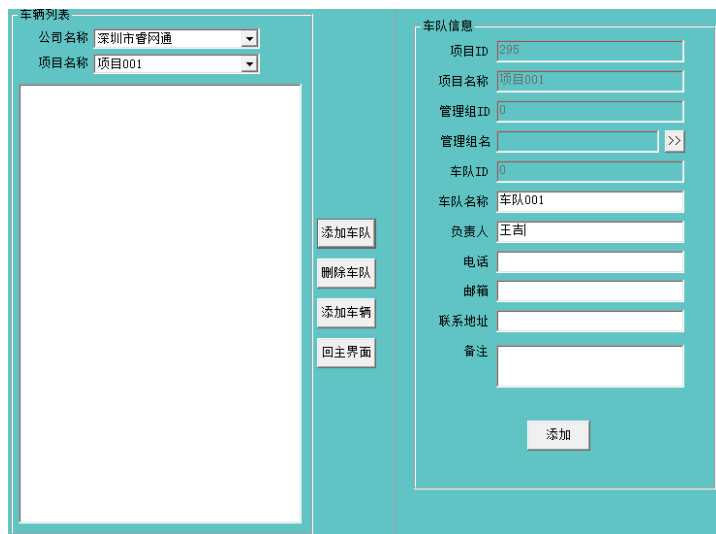 车辆列表
公司名称 深圳市睿网通
项目名称 项目001
添加车队
删除车队
添加车辆
回主界面
车队信息
项目ID 295
项目名称 项目001
管理组ID 0
管理组名 >>
车队ID 0
车队名称 车队001
负责人 王吉
电话
邮箱
联系地址
备注
添加